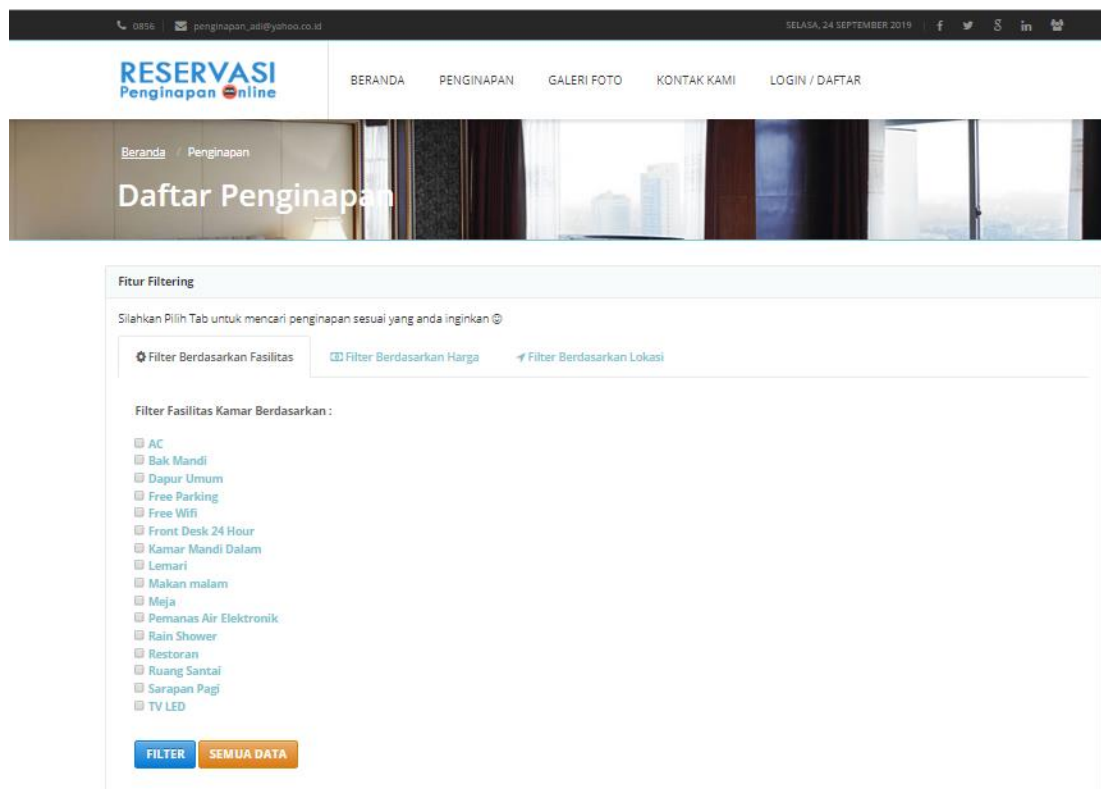 0856 penginapan_adi@yahoo.co.id SELASA, 24 SEPTEMBER 2019
RESERVASI
Penginapan Online
BERANDA PENGINAPAN GALERI FOTO KONTAK KAMI LOGIN / DAFTAR
Beranda / Penginapan
Daftar Penginapan
Fitur Filtering
Silahkan Pilih Tab untuk mencari penginapan sesuai yang anda inginkan ☺
Filter Berdasarkan Fasilitas Filter Berdasarkan Harga Filter Berdasarkan Lokasi
Filter Fasilitas Kamar Berdasarkan :
AC
Bak Mandi
Dapur Umum
Free Parking
Free Wifi
Front Desk 24 Hour
Kamar Mandi Dalam
Lemari
Makan malam
Meja
Pemanas Air Elektronik
Rain Shower
Restoran
Ruang Santai
Sarapan Pagi
TV LED
FILTER SEMUA DATA